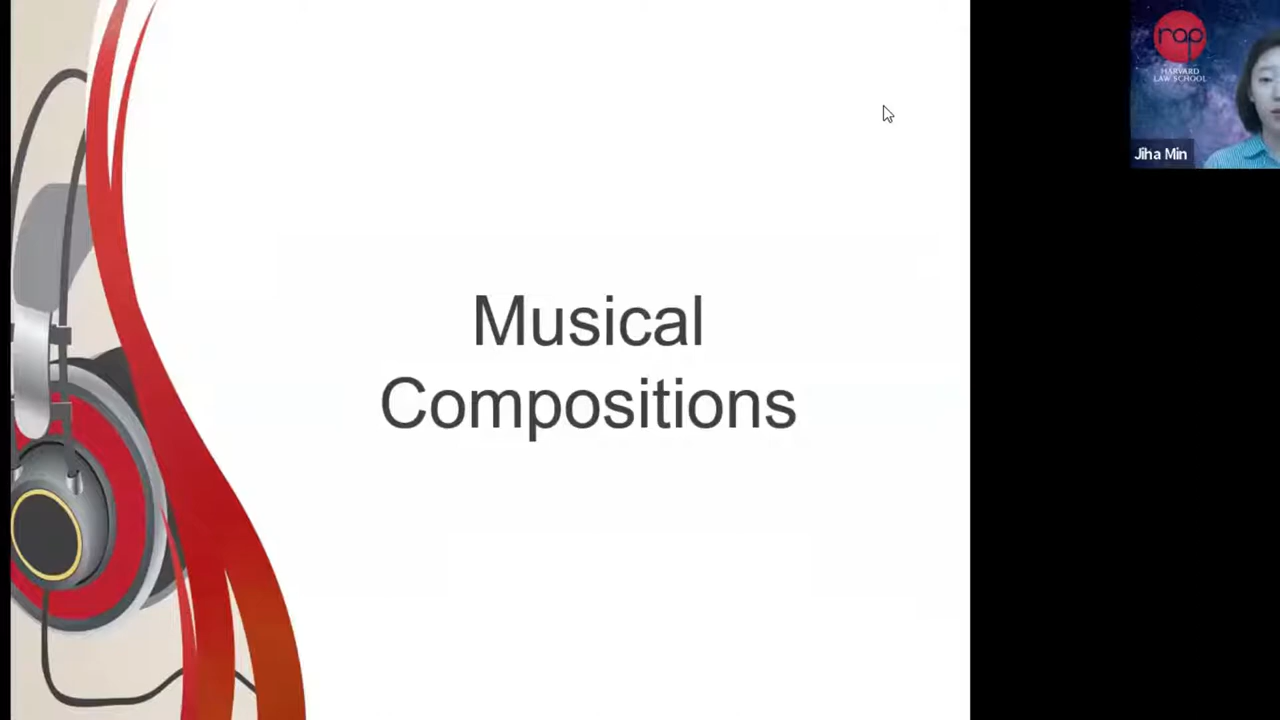 Musical
Compositions
rap
HARVARD
LAW SCHOOL
Jiha Min